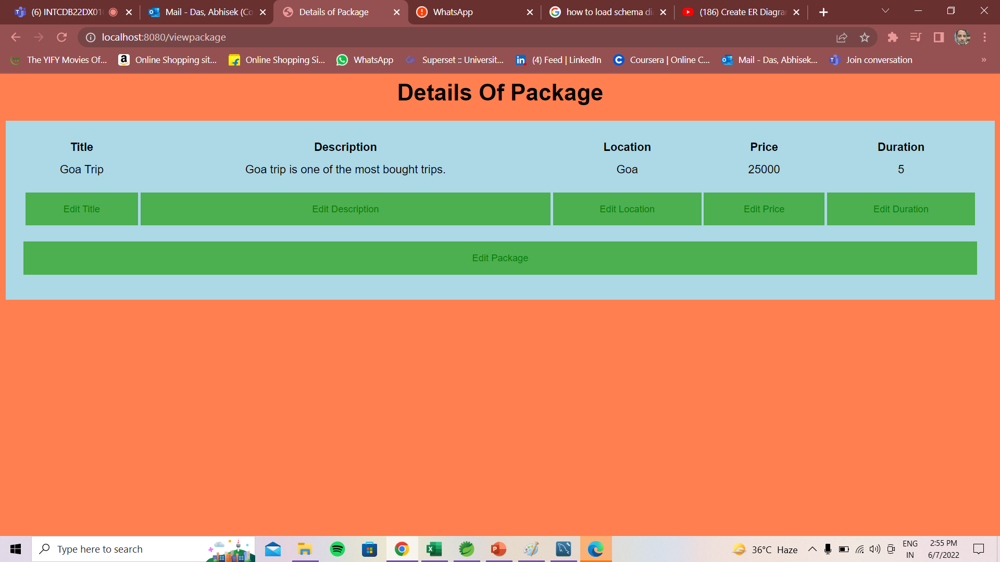 (6) INTCDB22DX01
Mail - Das, Abhisek (Co
Details of Package
WhatsApp
how to load schema di
(186) Create ER Diagra
localhost:8080/viewpackage
The YIFY Movies Of...
Online Shopping sit...
Online Shopping Si...
WhatsApp
Superset :: Universit...
(4) Feed | LinkedIn
Coursera | Online C...
Mail - Das, Abhisek...
Join conversation
»
Details Of Package
Title Description Location Price Duration
Goa Trip Goa trip is one of the most bought trips. Goa 25000 5
Edit Title Edit Description Edit Location Edit Price Edit Duration
Edit Package
Type here to search
36°C Haze
ENG
IN
2:55 PM
6/7/2022